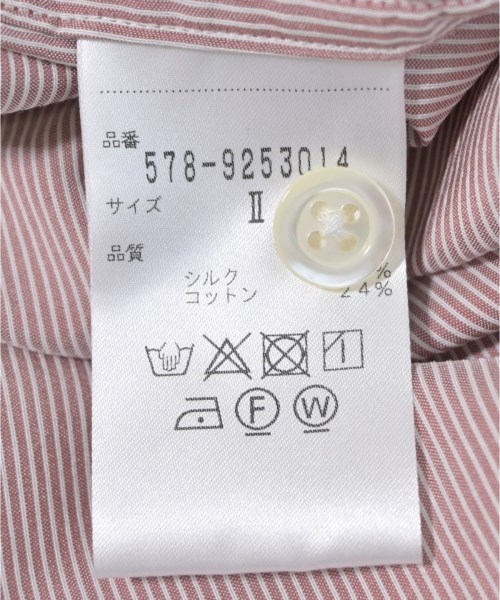 品番
578-9253014
サイズ II
品質
シルク %
コットン 24%
F W